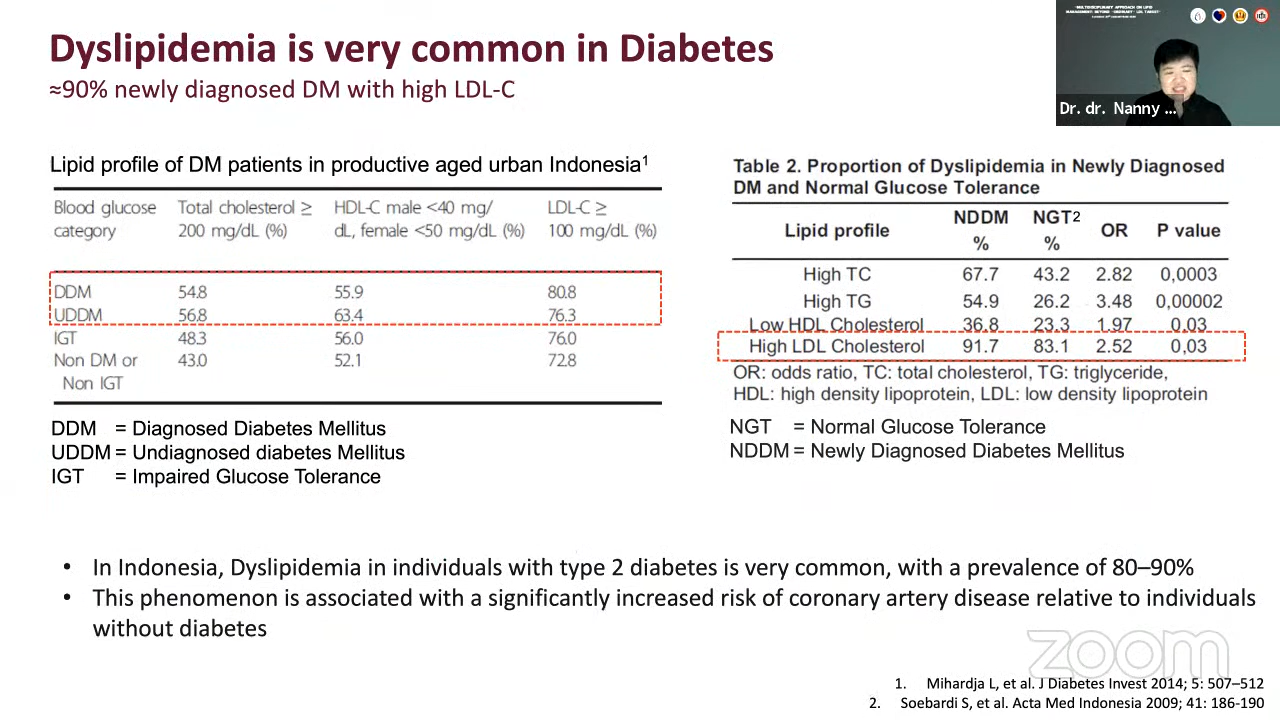 Dyslipidemia is very common in Diabetes
≈90% newly diagnosed DM with high LDL-C
Dr. dr. Nanny ...
Lipid profile of DM patients in productive aged urban Indonesia¹
Blood glucose category Total cholesterol ≥ 200 mg/dL (%) HDL-C male <40 mg/dL, female <50 mg/dL (%) LDL-C ≥ 100 mg/dL (%)
DDM 54.8 55.9 80.8
UDDM 56.8 63.4 76.3
IGT 48.3 56.0 76.0
Non DM or Non IGT 43.0 52.1 72.8
DDM = Diagnosed Diabetes Mellitus
UDDM = Undiagnosed diabetes Mellitus
IGT = Impaired Glucose Tolerance
Table 2. Proportion of Dyslipidemia in Newly Diagnosed
DM and Normal Glucose Tolerance
Lipid profile NDDM % NGT2 % OR P value
High TC 67.7 43.2 2.82 0,0003
High TG 54.9 26.2 3.48 0,00002
Low HDL Cholesterol 36.8 23.3 1.97 0.03
High LDL Cholesterol 91.7 83.1 2.52 0,03
OR: odds ratio, TC: total cholesterol, TG: triglyceride,
HDL: high density lipoprotein, LDL: low density lipoprotein
NGT = Normal Glucose Tolerance
NDDM = Newly Diagnosed Diabetes Mellitus
• In Indonesia, Dyslipidemia in individuals with type 2 diabetes is very common, with a prevalence of 80–90%
• This phenomenon is associated with a significantly increased risk of coronary artery disease relative to individuals
without diabetes
zoom
1. Mihardja L, et al. J Diabetes Invest 2014; 5: 507–512
2. Soebardi S, et al. Acta Med Indonesia 2009; 41: 186-190